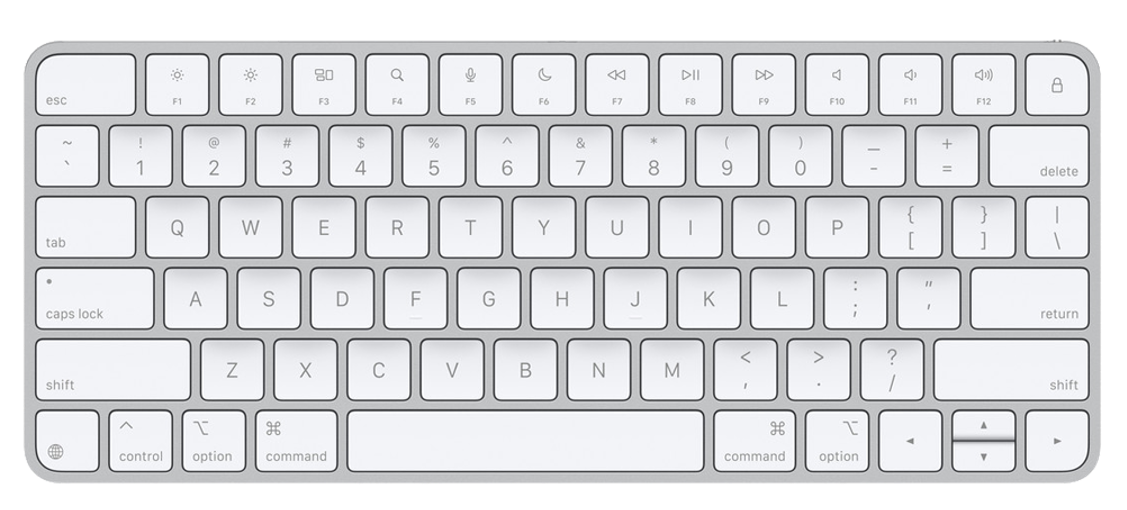 esc F1 F2 F3 F4 F5 F6 F7 F8 F9 F10 F11 F12
~ ! @ # $ % ^ & * ( ) _ +
` 1 2 3 4 5 6 7 8 9 0 - = delete
tab Q W E R T Y U I O P { } |
[ ] \
caps lock A S D F G H J K L : " return
; '
shift Z X C V B N M < > ? shift
, . /
⌃ ⌥ ⌘ ⌘ ⌥ ◂ ▴ ▸
control option command command option ▾